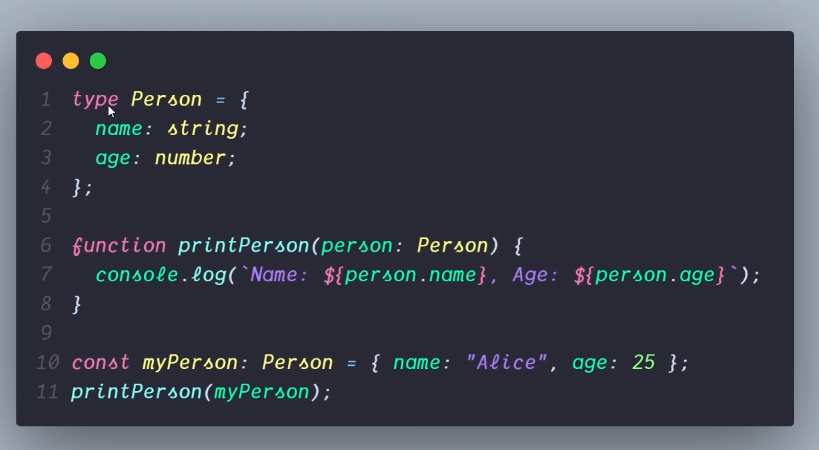 1 type Person = {
2   name: string;
3   age: number;
4 };
5
6 function printPerson(person: Person) {
7   console.log(`Name: ${person.name}, Age: ${person.age}`);
8 }
9
10 const myPerson: Person = { name: "Alice", age: 25 };
11 printPerson(myPerson);